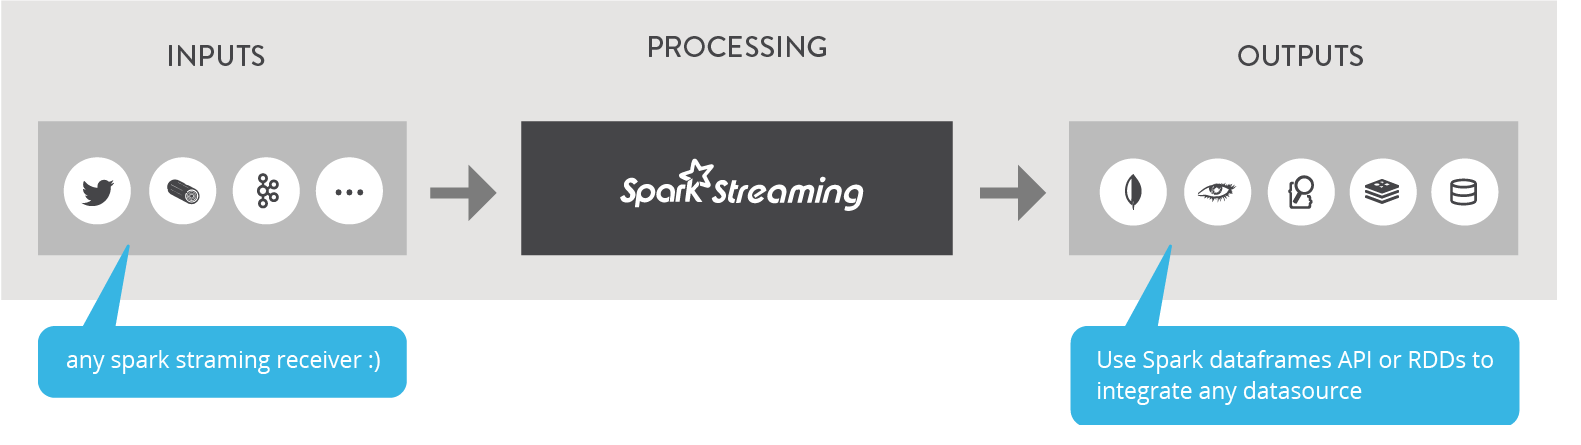 INPUTS
PROCESSING
OUTPUTS
Spark Streaming
any spark straming receiver :)
Use Spark dataframes API or RDDs to
integrate any datasource